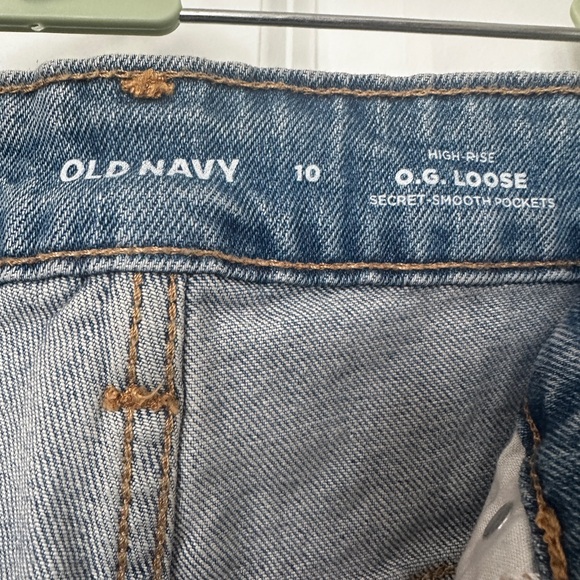 OLD NAVY
10
HIGH-RISE
O.G. LOOSE
SECRET-SMOOTH POCKETS